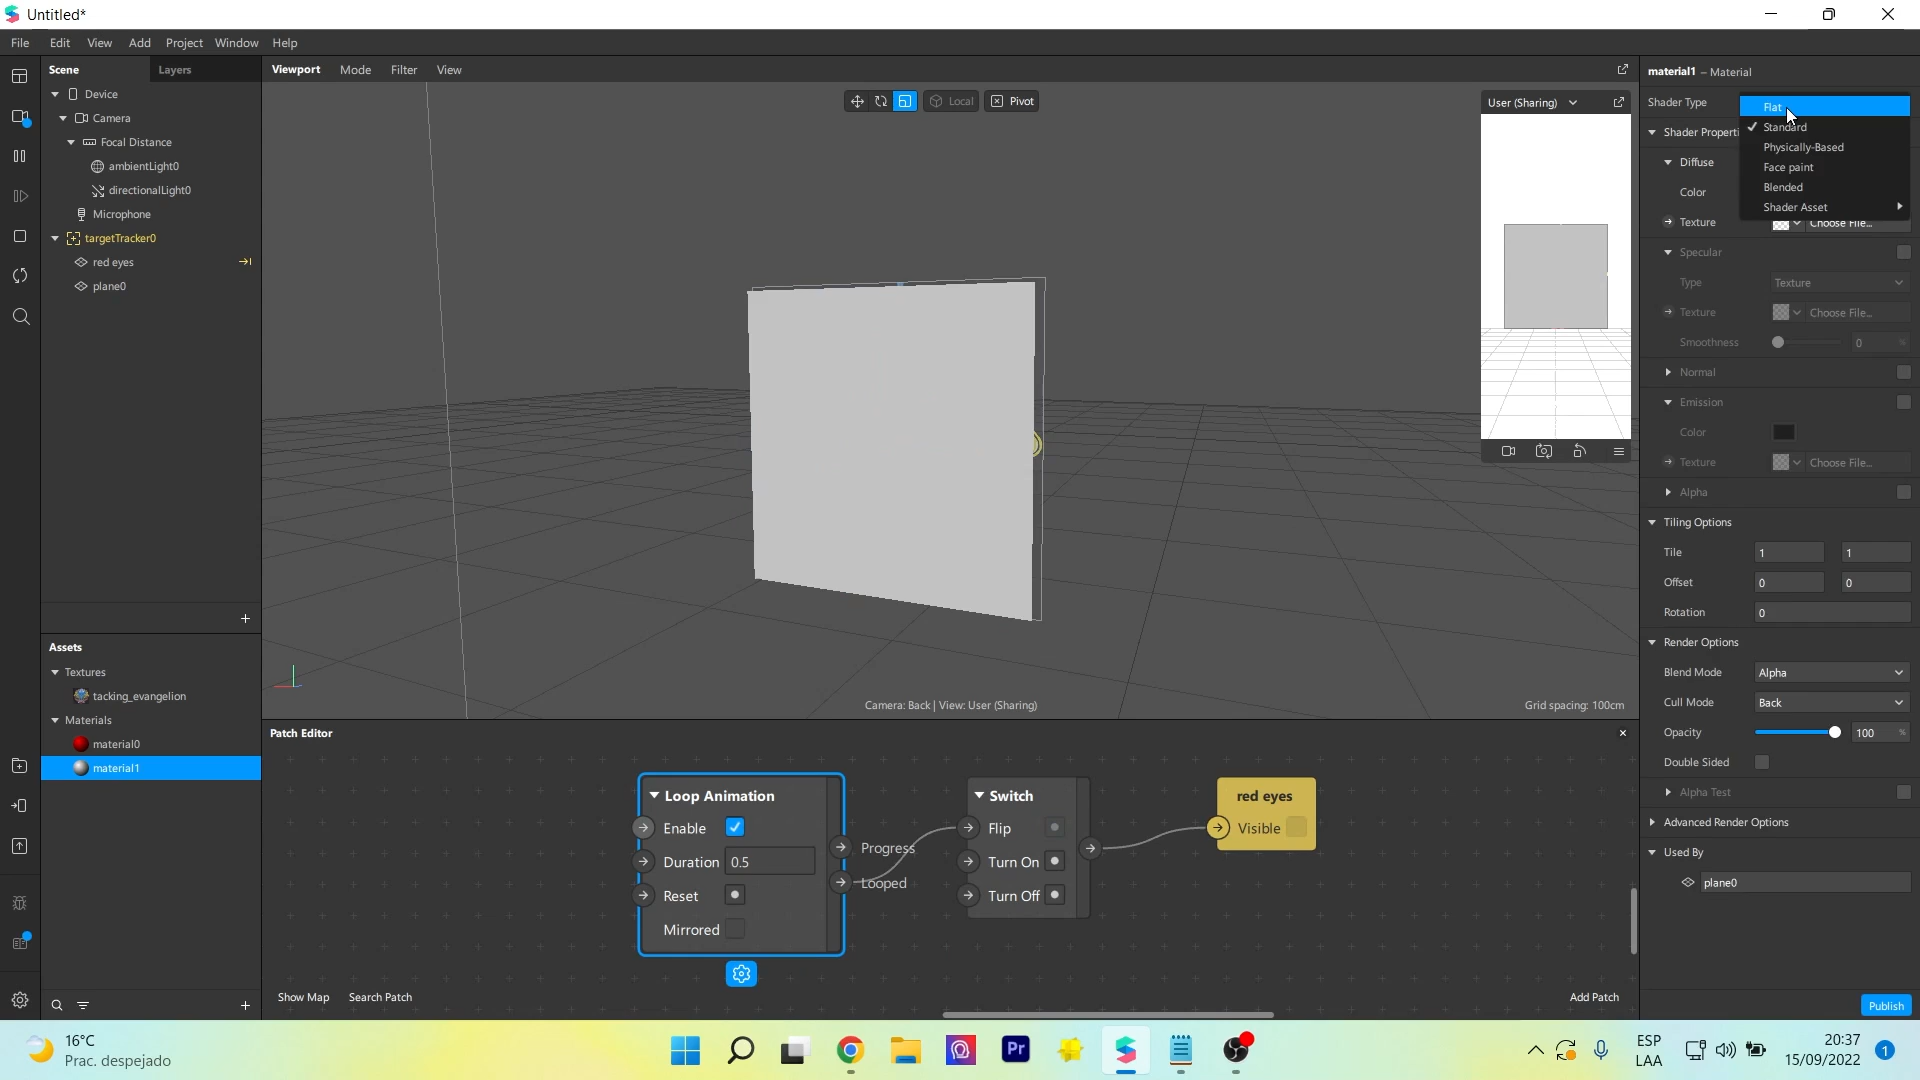 Untitled*
File Edit View Add Project Window Help
Scene Layers
Device
Camera
Focal Distance
ambientLight0
directionalLight0
Microphone
targetTracker0
red eyes
plane0
Assets
Textures
tacking_evangelion
Materials
material0
material1
Viewport Mode Filter View
Local Pivot
User (Sharing)
Camera: Back | View: User (Sharing)
Grid spacing: 100cm
Patch Editor
Loop Animation
Enable
Duration 0.5
Reset
Mirrored
Progress
Looped
Switch
Flip
Turn On
Turn Off
red eyes
Visible
Show Map Search Patch
Add Patch
material1 – Material
Shader Type
Flat
Standard
Physically-Based
Face paint
Blended
Shader Asset
Shader Properti
Diffuse
Color
Texture Choose File...
Specular
Type Texture
Texture Choose File...
Smoothness 0 %
Normal
Emission
Color
Texture Choose File...
Alpha
Tiling Options
Tile 1 1
Offset 0 0
Rotation 0
Render Options
Blend Mode Alpha
Cull Mode Back
Opacity 100 %
Double Sided
Alpha Test
Advanced Render Options
Used By
plane0
Publish
16°C
Prac. despejado
Pr
ESP
LAA
20:37
15/09/2022
1